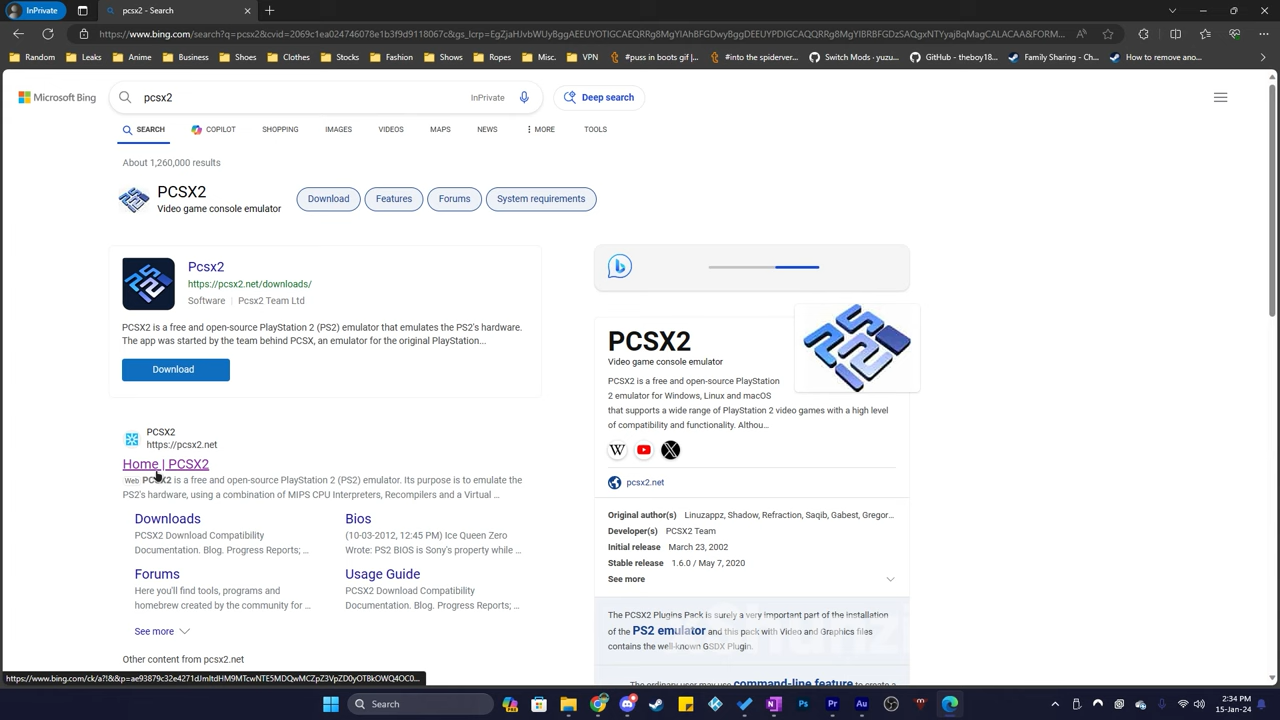 InPrivate
pcsx2 - Search
https://www.bing.com/search?q=pcsx2&cvid=2069c1ea024746078e1b3f9d9118067c&gs_lcrp=
Series
Anime
Shoes
Clothes
Fashion
Shows
Ropes
Misc.
VPN
#puss in boots gif |...
#into the spiderver...
Switch Mods · yuzu...
GitHub - theboy18...
Family Sharing - Ch...
How to remove ano...
Microsoft Bing
pcsx2
InPrivate
Deep search
SEARCH
COPILOT
SHOPPING
IMAGES
VIDEOS
MAPS
NEWS
MORE
TOOLS
About 1,260,000 results
PCSX2
Video game console emulator
Download
Features
Forums
System requirements
Pcsx2
https://pcsx2.net/downloads/
Software | Pcsx2 Team Ltd
PCSX2 is a free and open-source PlayStation 2 (PS2) emulator that emulates the PS2's hardware.
The app was started by the team behind PCSX, an emulator for the original PlayStation...
Download
PCSX2
https://pcsx2.net
Home | PCSX2
Web PCSX2 is a free and open-source PlayStation 2 (PS2) emulator. Its purpose is to emulate the
PS2's hardware, using a combination of MIPS CPU Interpreters, Recompilers and a Virtual ...
Downloads
PCSX2 Download Compatibility
Documentation. Blog. Progress Reports; ...
Bios
(10-03-2012, 12:45 PM) Ice Queen Zero
Wrote: PS2 BIOS is Sony's property while ...
Forums
Here you'll find tools, programs and
homebrew created by the community for ...
Usage Guide
PCSX2 Download Compatibility
Documentation. Blog. Progress Reports; ...
See more
Other content from pcsx2.net
PCSX2
Video game console emulator
PCSX2 is a free and open-source PlayStation
2 emulator for Windows, Linux and macOS
that supports a wide range of PlayStation 2 video games with a high level
of compatibility and functionality. Althou...
pcsx2.net
Original author(s) Linuzappz, Shadow, Refraction, Saqib, Gabest, Gregor...
Developer(s) PCSX2 Team
Initial release March 23, 2002
Stable release 1.6.0 / May 7, 2020
See more
The PCSX2 Plugins Pack is surely a very important part of the installation
of the PS2 emulator and this pack with Video and Graphics files
contains the well-known GSDX Plugin.
The ordinary user may use command-line feature to create a
Search
2:34 PM
15-Jan-24